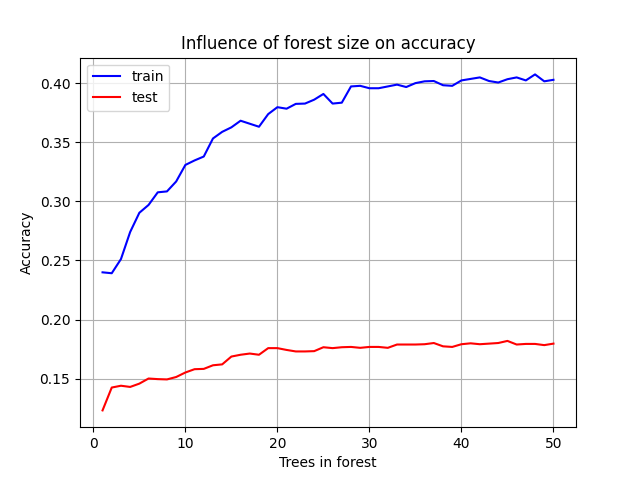 Influence of forest size on accuracy
train
test
0.40
0.35
0.30
0.25
0.20
0.15
Accuracy
0 10 20 30 40 50
Trees in forest